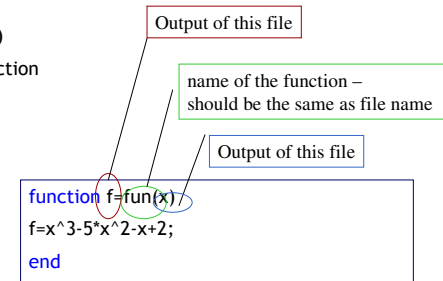 )
ction
Output of this file
name of the function –
should be the same as file name
Output of this file
function f=fun(x)
f=x^3-5*x^2-x+2;
end